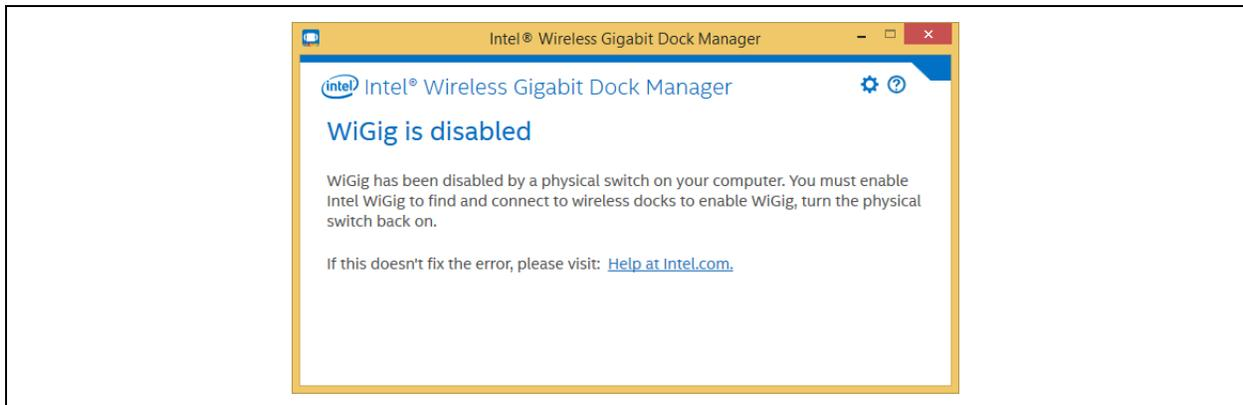 Intel® Wireless Gigabit Dock Manager
intel Intel® Wireless Gigabit Dock Manager
WiGig is disabled
WiGig has been disabled by a physical switch on your computer. You must enable
Intel WiGig to find and connect to wireless docks to enable WiGig, turn the physical
switch back on.
If this doesn't fix the error, please visit: Help at Intel.com.